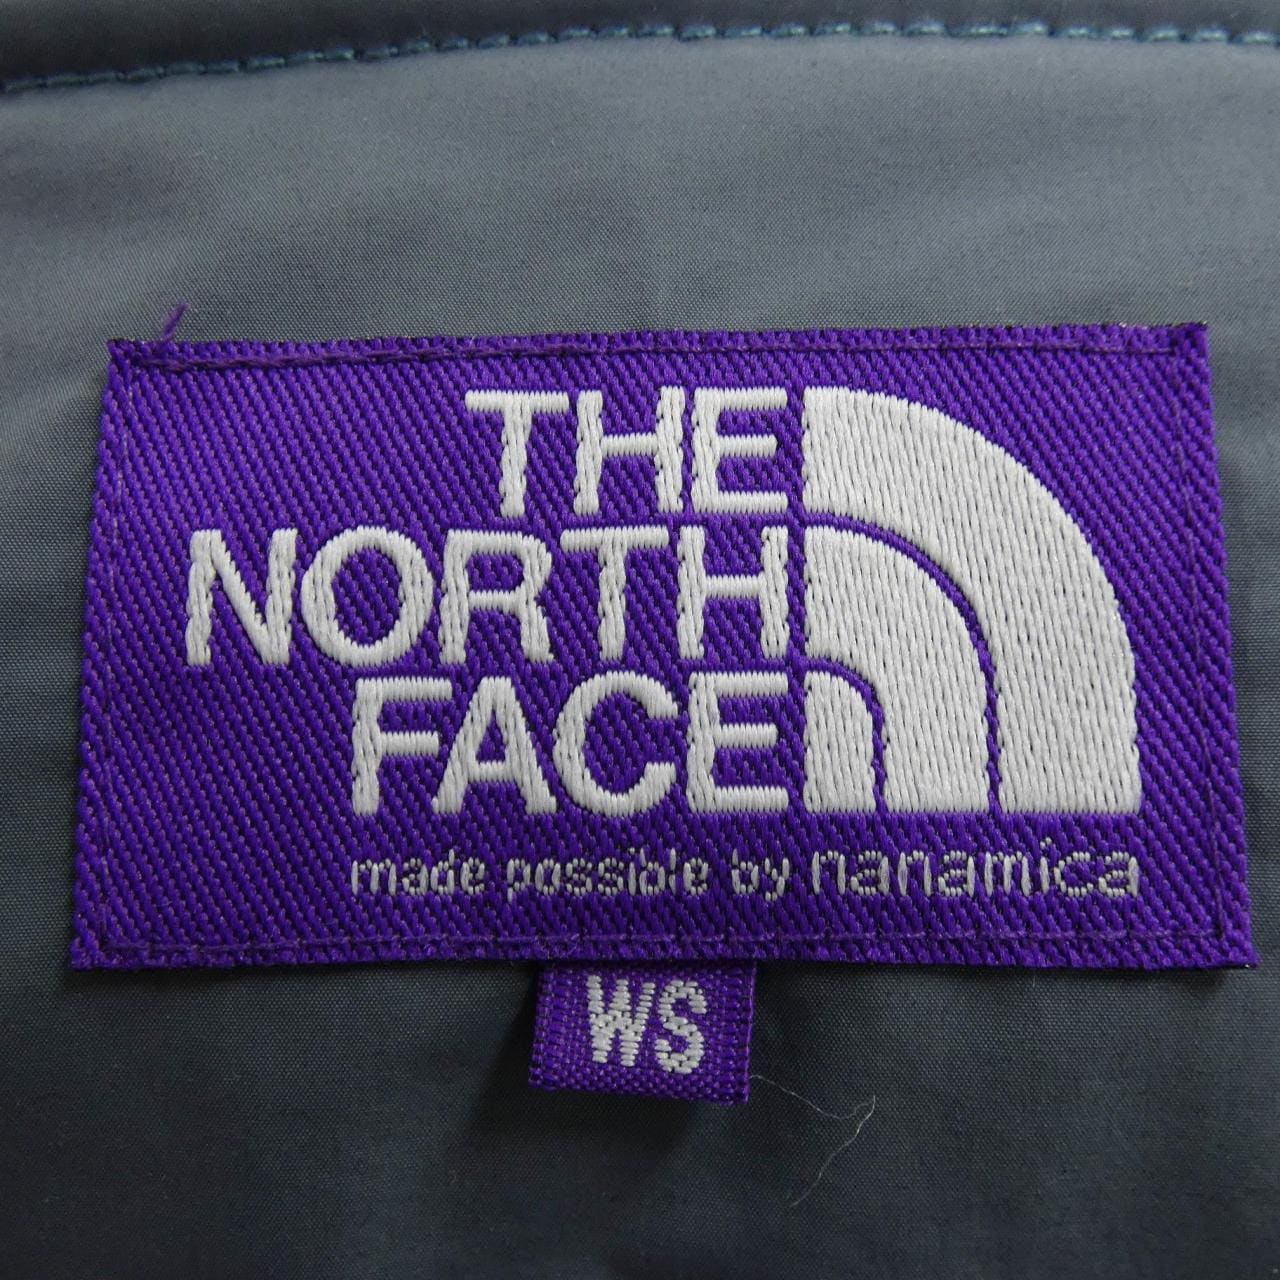 THE
NORTH
FACE
made possible by nanamica
WS